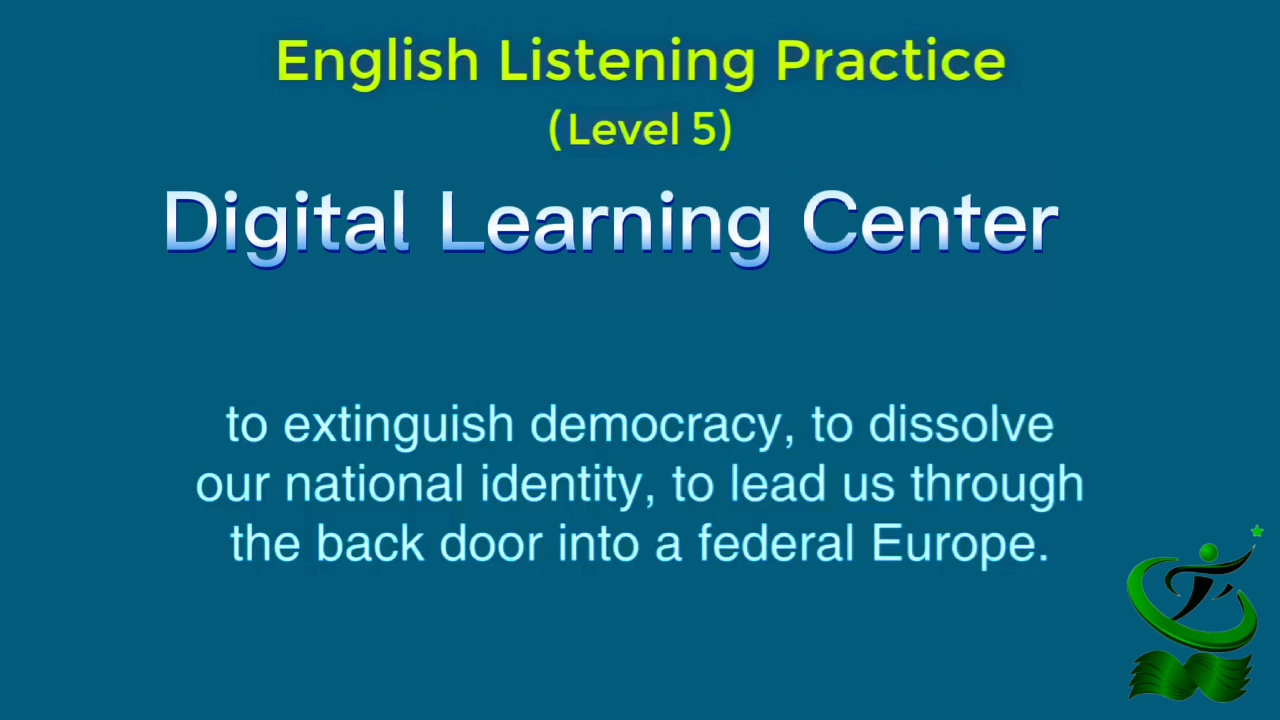 English Listening Practice
(Level 5)
Digital Learning Center
to extinguish democracy, to dissolve
our national identity, to lead us through
the back door into a federal Europe.